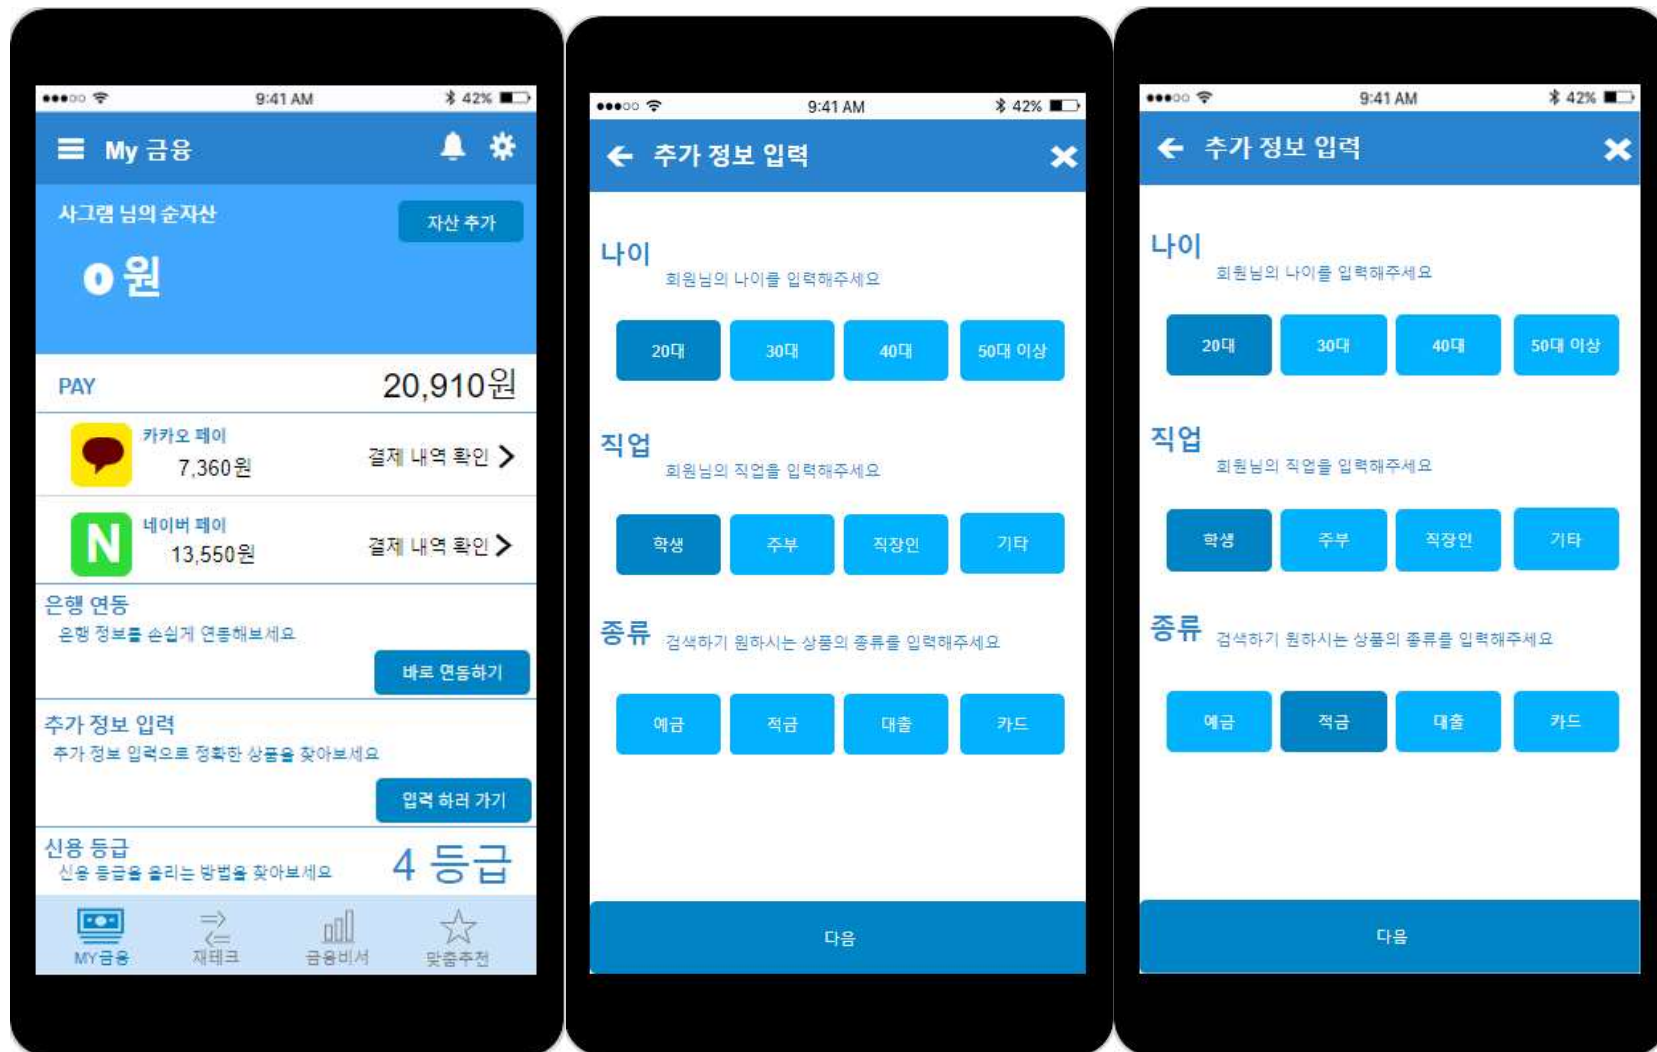 9:41 AM
42%
My 금융
사그램 님의 순자산
자산 추가
0원
PAY
20,910원
카카오 페이
7,360원
결제 내역 확인
N
네이버 페이
13,550원
결제 내역 확인
은행 연동
은행 정보를 손쉽게 연동해보세요
바로 연동하기
추가 정보 입력
추가 정보 입력으로 정확한 상품을 찾아보세요
입력 하러 가기
신용 등급
신용 등급을 올리는 방법을 찾아보세요
4 등급
MY금융
재테크
금융비서
맞춤추천
9:41 AM
42%
추가 정보 입력
나이
회원님의 나이를 입력해주세요
20대
30대
40대
50대 이상
직업
회원님의 직업을 입력해주세요
학생
주부
직장인
기타
종류
검색하기 원하시는 상품의 종류를 입력해주세요
예금
적금
대출
카드
다음
9:41 AM
42%
추가 정보 입력
나이
회원님의 나이를 입력해주세요
20대
30대
40대
50대 이상
직업
회원님의 직업을 입력해주세요
학생
주부
직장인
기타
종류
검색하기 원하시는 상품의 종류를 입력해주세요
예금
적금
대출
카드
다음